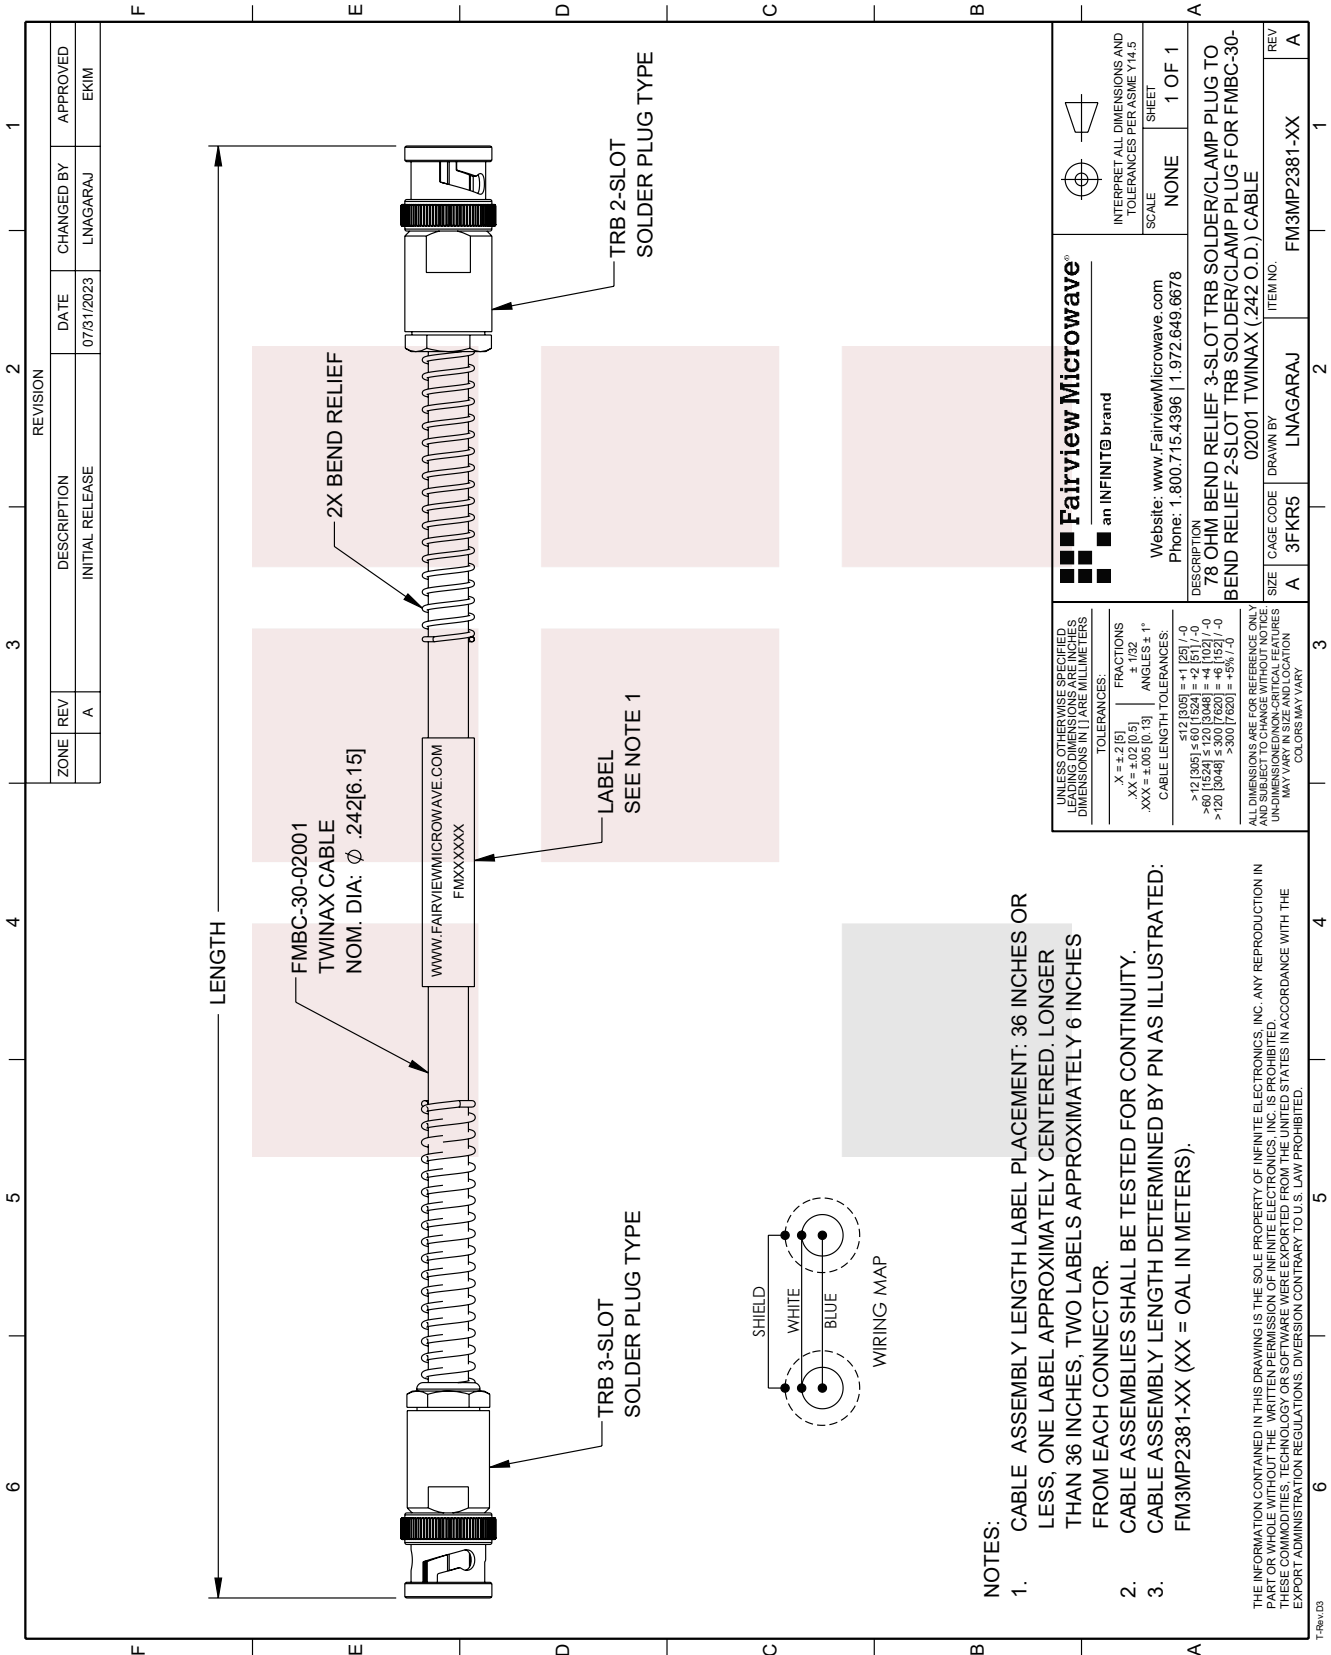 REVISION
ZONE REV DESCRIPTION DATE CHANGED BY APPROVED
A INITIAL RELEASE 07/31/2023 LNAGARAJ EKIM
6 5 4 3 2 1
F
E
D
C
B
A
LENGTH
FMBC-30-02001
TWINAX CABLE
NOM. DIA: ∅ .242[6.15]
2X BEND RELIEF
WWW.FAIRVIEWMICROWAVE.COM
FMXXXXXX
TRB 3-SLOT
SOLDER PLUG TYPE
LABEL
SEE NOTE 1
TRB 2-SLOT
SOLDER PLUG TYPE
SHIELD
WHITE
BLUE
WIRING MAP
NOTES:
1. CABLE ASSEMBLY LENGTH LABEL PLACEMENT: 36 INCHES OR
LESS, ONE LABEL APPROXIMATELY CENTERED. LONGER
THAN 36 INCHES, TWO LABELS APPROXIMATELY 6 INCHES
FROM EACH CONNECTOR.
2. CABLE ASSEMBLIES SHALL BE TESTED FOR CONTINUITY.
3. CABLE ASSEMBLY LENGTH DETERMINED BY PN AS ILLUSTRATED:
FM3MP2381-XX (XX = OAL IN METERS).
THE INFORMATION CONTAINED IN THIS DRAWING IS THE SOLE PROPERTY OF INFINITE ELECTRONICS, INC. ANY REPRODUCTION IN
PART OR WHOLE WITHOUT THE WRITTEN PERMISSION OF INFINITE ELECTRONICS, INC. IS PROHIBITED.
THESE COMMODITIES, TECHNOLOGY OR SOFTWARE WERE EXPORTED FROM THE UNITED STATES IN ACCORDANCE WITH THE
EXPORT ADMINISTRATION REGULATIONS. DIVERSION CONTRARY TO U.S. LAW PROHIBITED.
UNLESS OTHERWISE SPECIFIED
LEADING DIMENSIONS ARE INCHES
DIMENSIONS IN [ ] ARE MILLIMETERS
TOLERANCES:
.X = ±.2 [5] FRACTIONS
.XX = ±.02 [0.5] ± 1/32
.XXX = ±.005 [0.13] ANGLES ± 1°
CABLE LENGTH TOLERANCES:
≤12 [305] = +1 [25] / -0
>12 [305] ≤ 60 [1524] = +2 [51] / -0
>60 [1524] ≤ 120 [3048] = +4 [102] / -0
>120 [3048] ≤ 300 [7620] = +6 [152] / -0
>300 [7620] = +5% / -0
ALL DIMENSIONS ARE FOR REFERENCE ONLY
AND SUBJECT TO CHANGE WITHOUT NOTICE.
UN-DIMENSIONED/NON-CRITICAL FEATURES
MAY VARY IN SIZE AND LOCATION
COLORS MAY VARY
Fairview Microwave®
an INFINIT℮ brand
Website: www.FairviewMicrowave.com
Phone: 1.800.715.4396 | 1.972.649.6678
INTERPRET ALL DIMENSIONS AND
TOLERANCES PER ASME Y14.5
SCALE SHEET
NONE 1 OF 1
DESCRIPTION
78 OHM BEND RELIEF 3-SLOT TRB SOLDER/CLAMP PLUG TO
BEND RELIEF 2-SLOT TRB SOLDER/CLAMP PLUG FOR FMBC-30-
02001 TWINAX (.242 O.D.) CABLE
SIZE CAGE CODE DRAWN BY ITEM NO. REV
A 3FKR5 LNAGARAJ FM3MP2381-XX A
F
E
D
C
B
A
6 5 4 3 2 1
T-Rev.D3